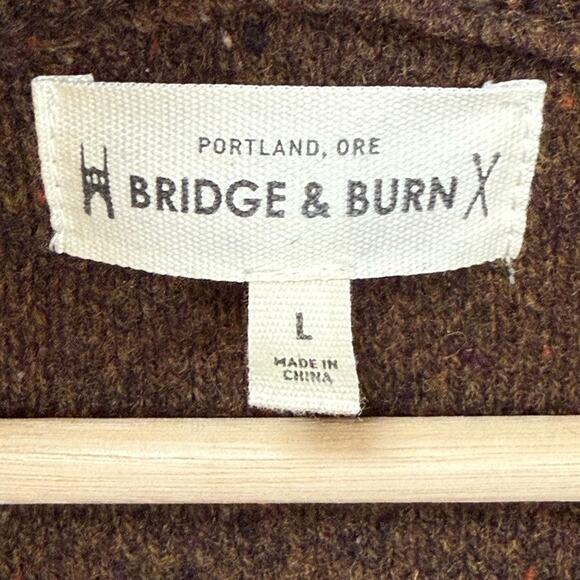 PORTLAND, ORE
BRIDGE & BURN
L
MADE IN
CHINA